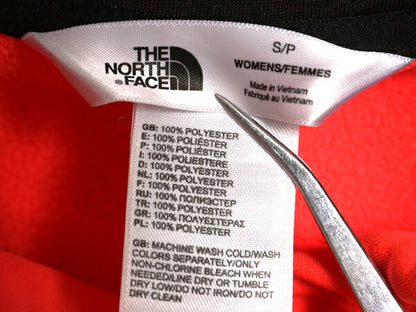 THE
NORTH
FACE
S/P
WOMENS/FEMMES
Made in Vietnam
Fabriqué au Vietnam
GB: 100% POLYESTER
E: 100% POLIÉSTER
P: 100% POLIÉSTER
I: 100% POLIESTERE
D: 100% POLYESTER
NL: 100% POLYESTER
F: 100% POLYESTER
RU: 100% ПОЛИЭСТЕР
TR: 100% POLYESTER
GR: 100% ΠΟΛΥΕΣΤΕΡΑΣ
PL: 100% POLYESTER
GB: MACHINE WASH COLD/WASH
COLORS SEPARATELY/ONLY
NON-CHLORINE BLEACH WHEN
NEEDED/LINE DRY OR TUMBLE
DRY LOW/DO NOT IRON/DO NOT
DRY CLEAN